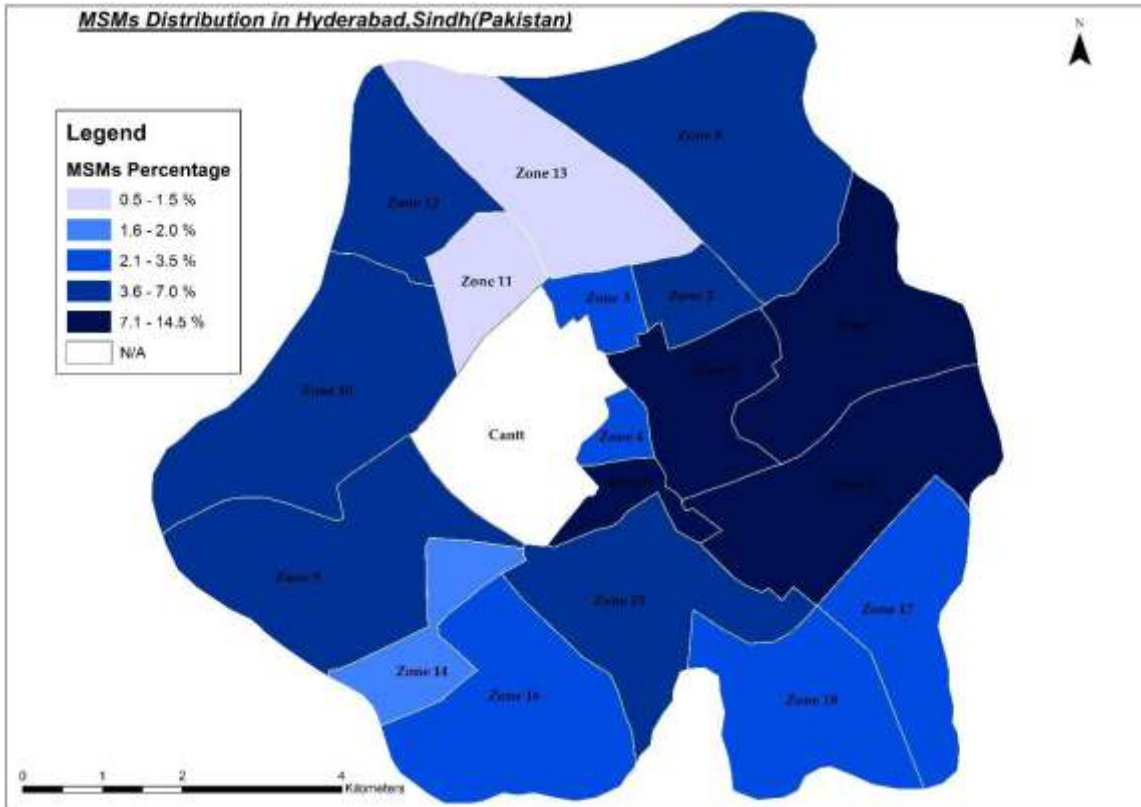 MSMs Distribution in Hyderabad,Sindh(Pakistan)
N
Legend
MSMs Percentage
0.5 - 1.5 %
1.6 - 2.0 %
2.1 - 3.5 %
3.6 - 7.0 %
7.1 - 14.5 %
N/A
Zone 8
Zone 13
Zone 12
Zone 11
Zone 3
Zone 2
Zone 10
Cantt
Zone 4
Zone 9
Zone 15
Zone 17
Zone 14
Zone 16
Zone 18
0 1 2 4
Kilometers